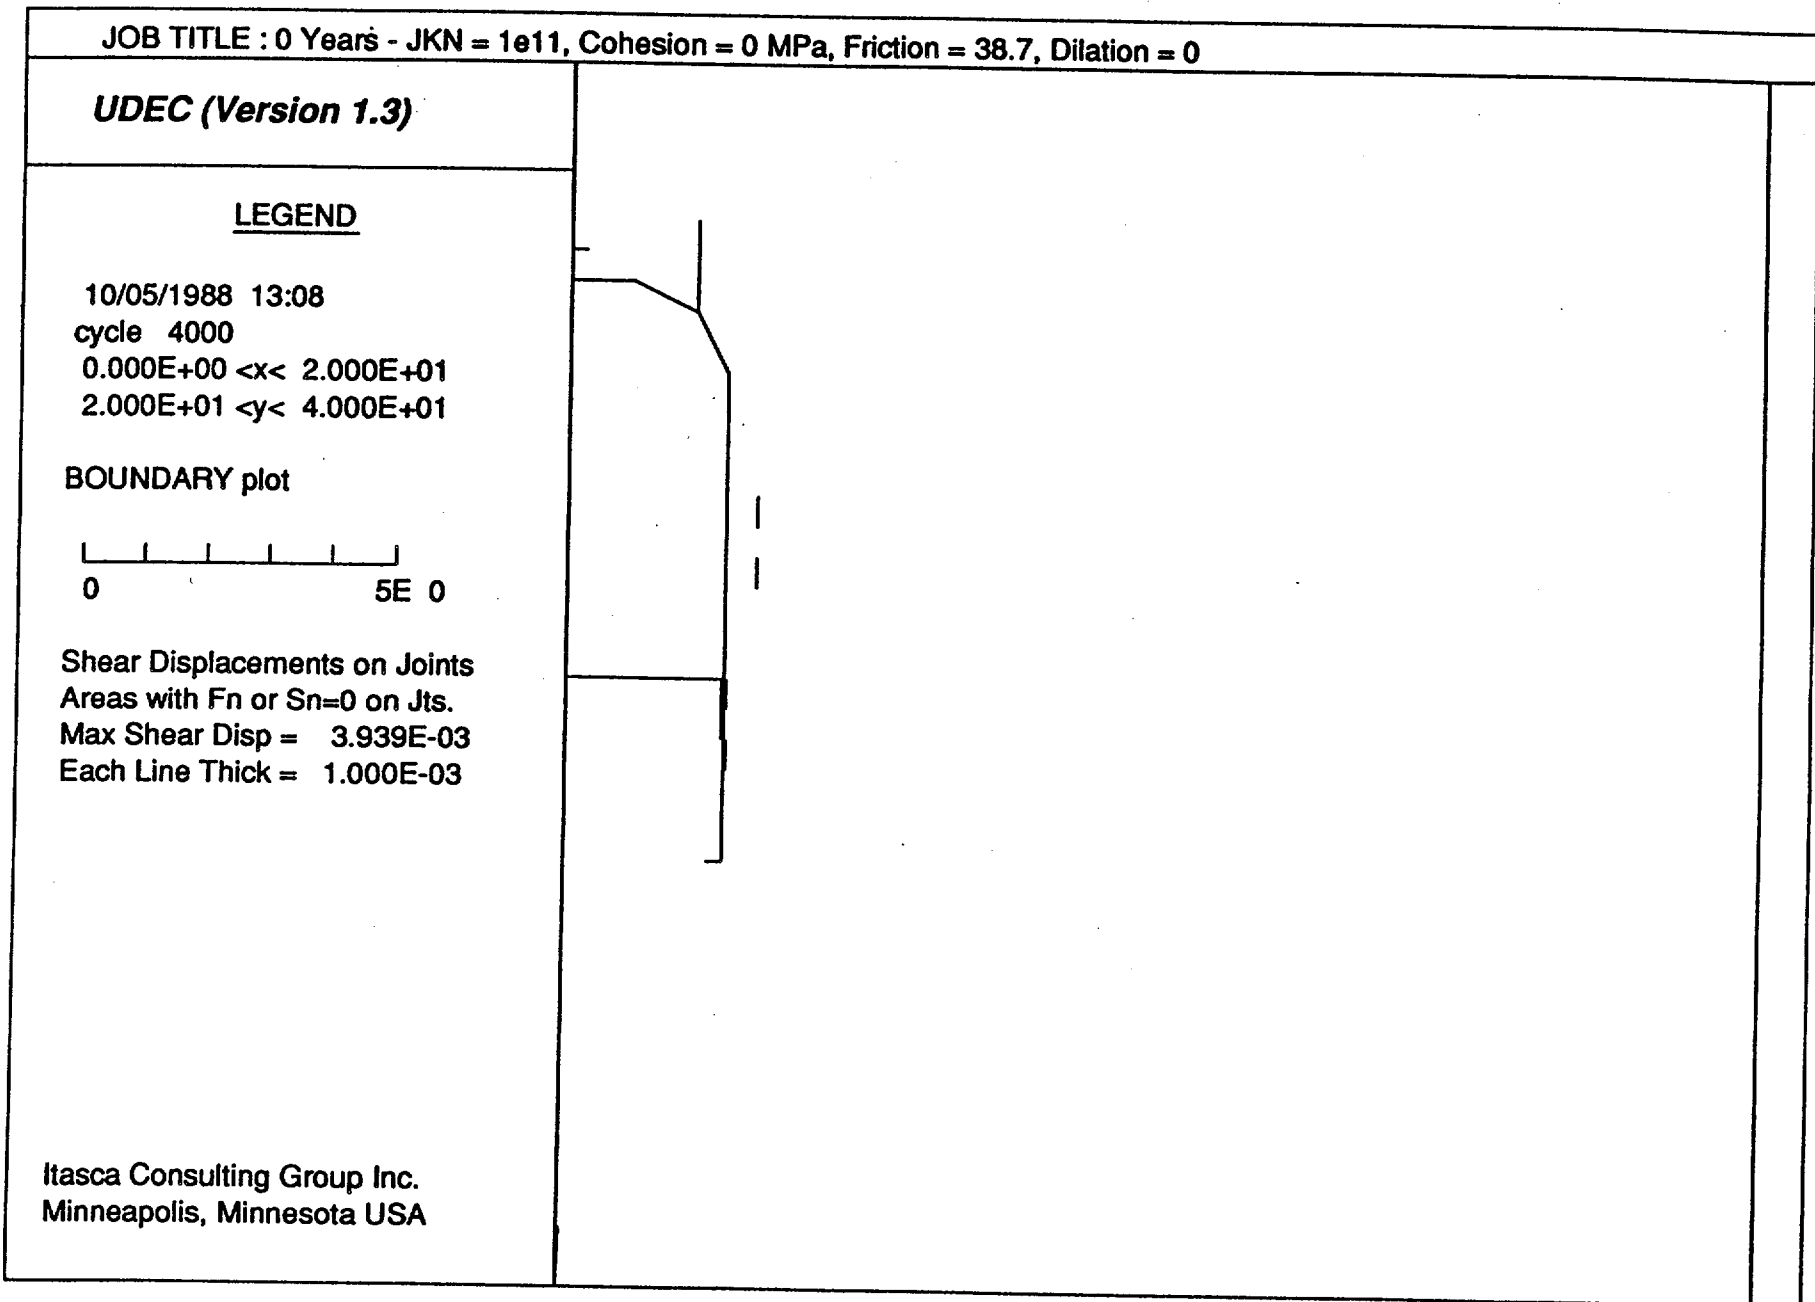 JOB TITLE : 0 Years - JKN = 1e11, Cohesion = 0 MPa, Friction = 38.7, Dilation = 0
UDEC (Version 1.3)
LEGEND
10/05/1988 13:08
cycle 4000
0.000E+00 <x< 2.000E+01
2.000E+01 <y< 4.000E+01
BOUNDARY plot
0 5E 0
Shear Displacements on Joints
Areas with Fn or Sn=0 on Jts.
Max Shear Disp = 3.939E-03
Each Line Thick = 1.000E-03
Itasca Consulting Group Inc.
Minneapolis, Minnesota USA